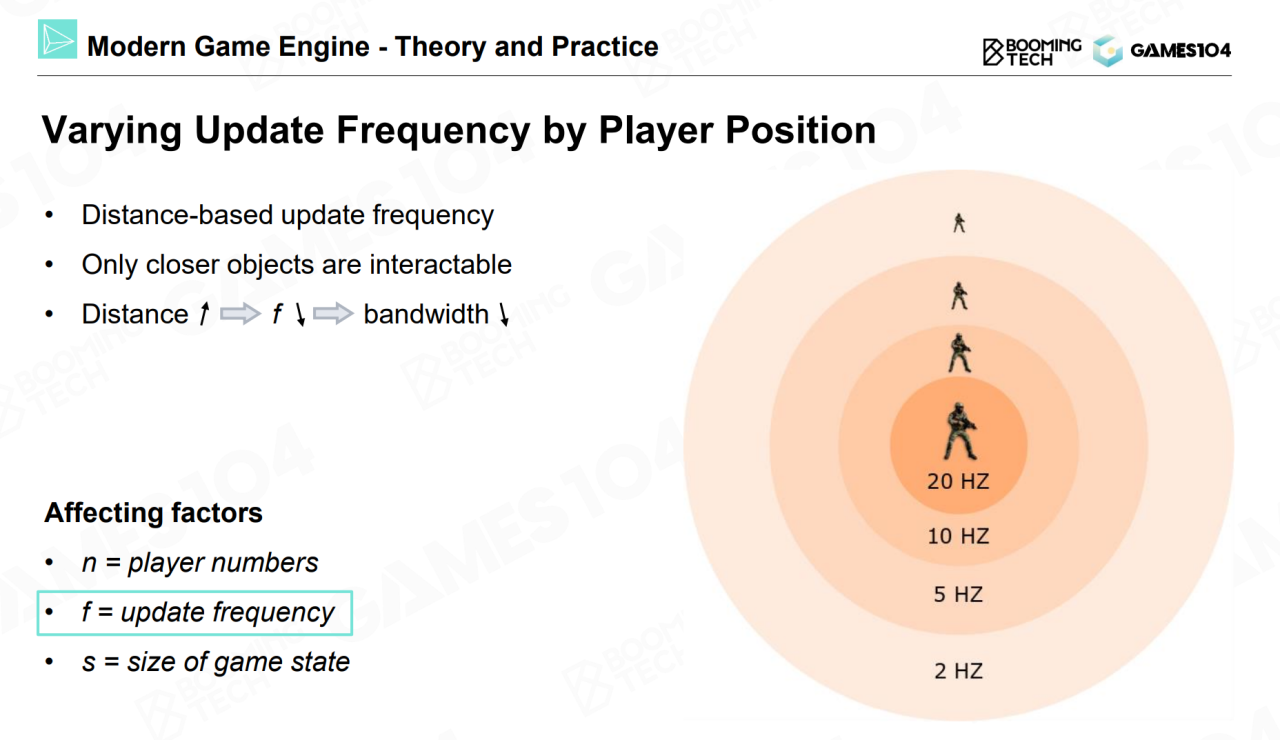 Modern Game Engine - Theory and Practice
BOOMING
TECH
GAMES104
Varying Update Frequency by Player Position
• Distance-based update frequency
• Only closer objects are interactable
• Distance ↑ ⇒ f ↓ ⇒ bandwidth ↓
20 HZ
10 HZ
5 HZ
2 HZ
Affecting factors
• n = player numbers
• f = update frequency
• s = size of game state